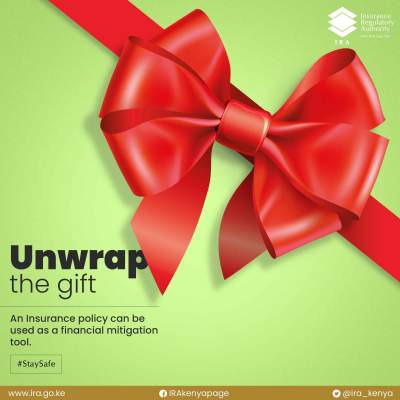 Insurance
Regulatory
Authority
IRA
Unwrap
the gift
An Insurance policy can be
used as a financial mitigation
tool.
#StaySafe
www.ira.go.ke
IRAkenyapage
@ira_kenya